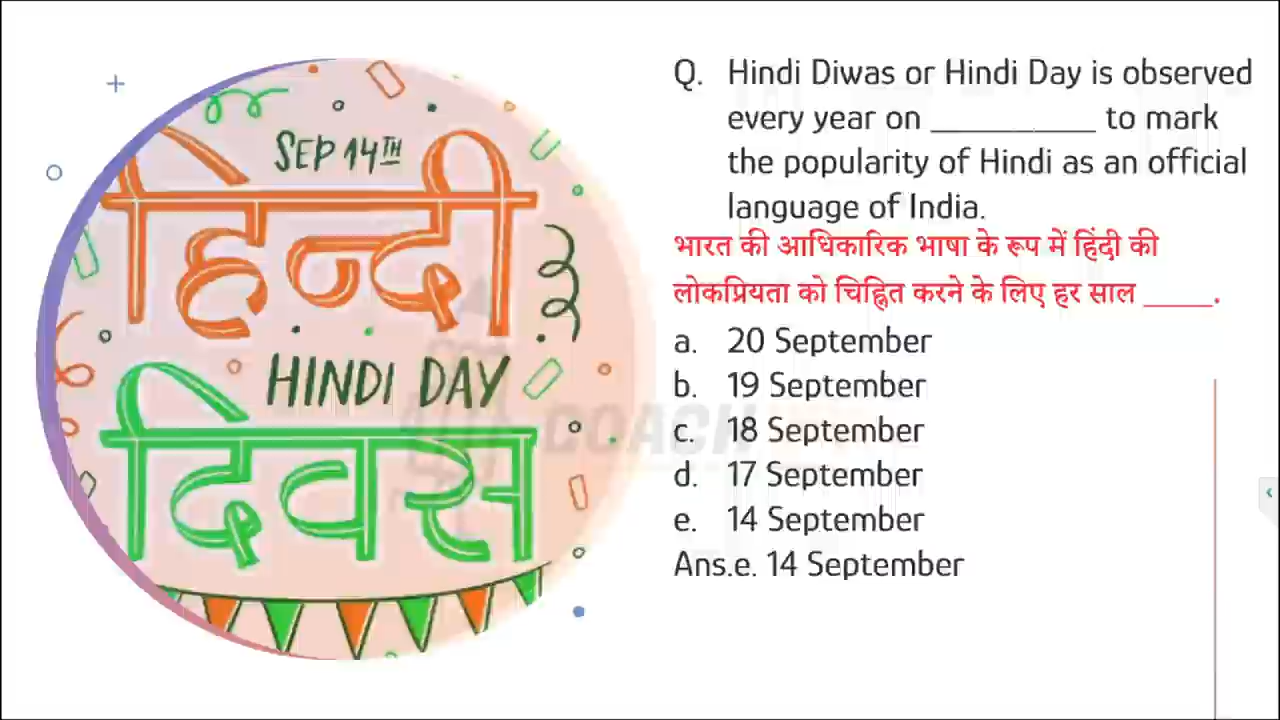 SEP 14TH
हिन्दी
HINDI DAY
दिवस
Q. Hindi Diwas or Hindi Day is observed
every year on __________ to mark
the popularity of Hindi as an official
language of India.
भारत की आधिकारिक भाषा के रूप में हिंदी की
लोकप्रियता को चिह्नित करने के लिए हर साल _____.
a. 20 September
b. 19 September
c. 18 September
d. 17 September
e. 14 September
Ans.e. 14 September
COACH